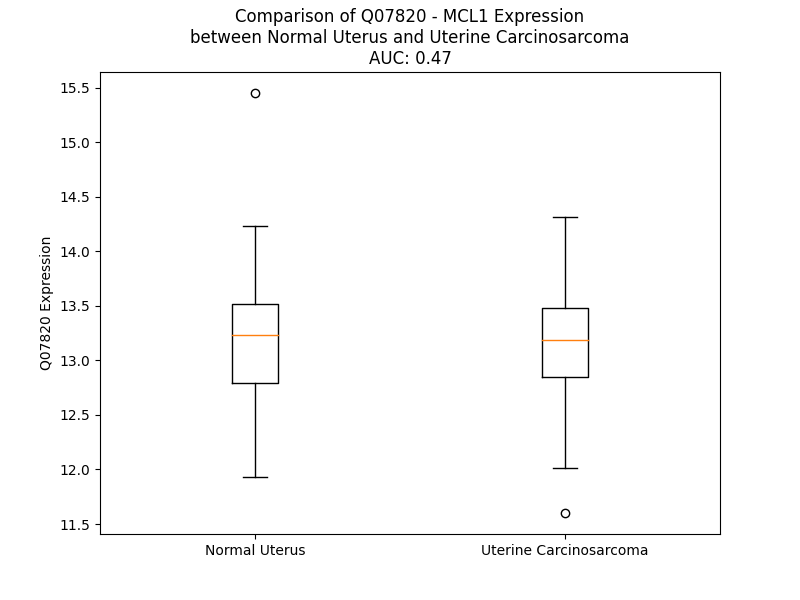 Comparison of Q07820 - MCL1 Expression
between Normal Uterus and Uterine Carcinosarcoma
AUC: 0.47
15.5
15.0
14.5
14.0
13.5
13.0
12.5
12.0
11.5
Q07820 Expression
Normal Uterus
Uterine Carcinosarcoma